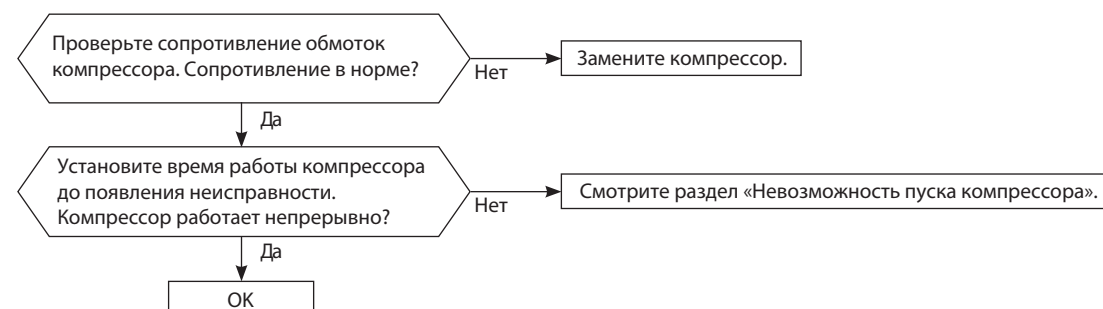 Проверьте сопротивление обмоток
компрессора. Сопротивление в норме?
Нет
Замените компрессор.
Да
Установите время работы компрессора
до появления неисправности.
Компрессор работает непрерывно?
Нет
Смотрите раздел «Невозможность пуска компрессора».
Да
OK